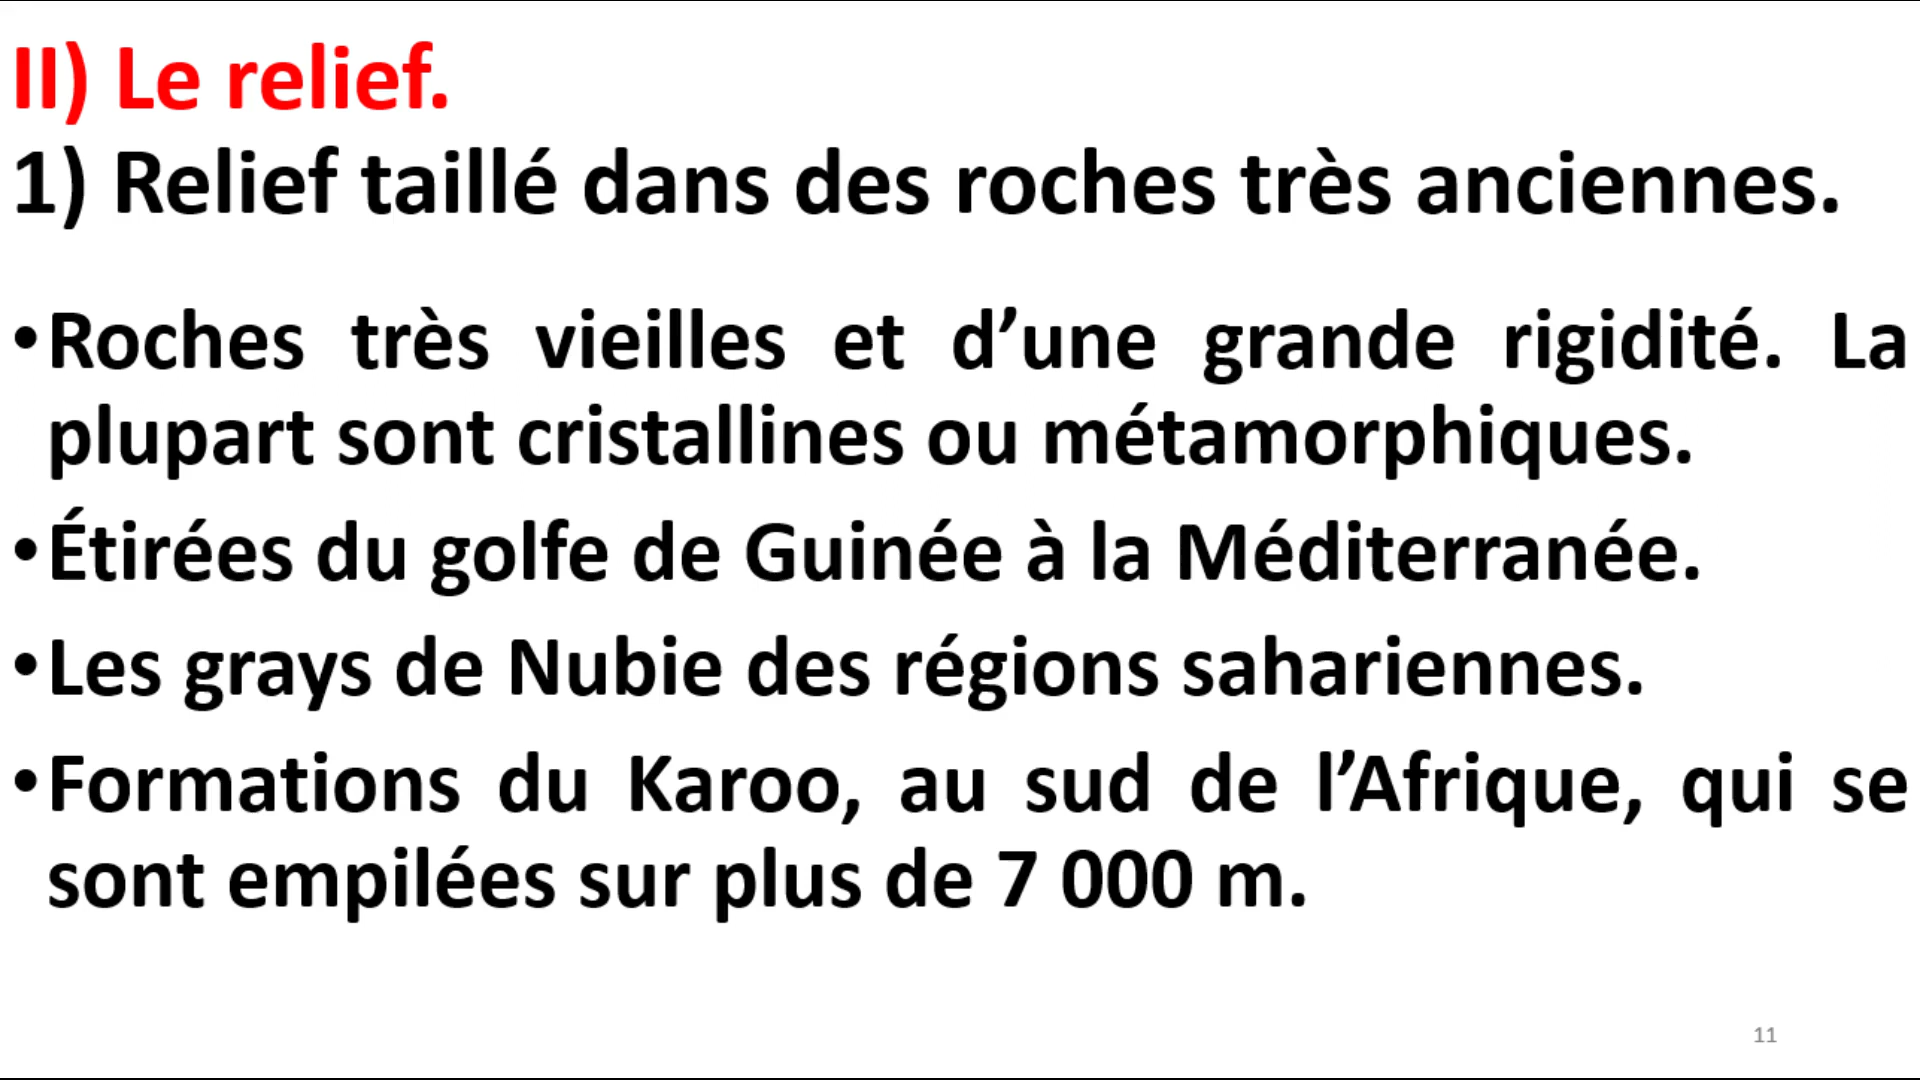 II) Le relief.
1) Relief taillé dans des roches très anciennes.
•Roches très vieilles et d’une grande rigidité. La
plupart sont cristallines ou métamorphiques.
•Étirées du golfe de Guinée à la Méditerranée.
•Les grays de Nubie des régions sahariennes.
•Formations du Karoo, au sud de l’Afrique, qui se
sont empilées sur plus de 7 000 m.
11